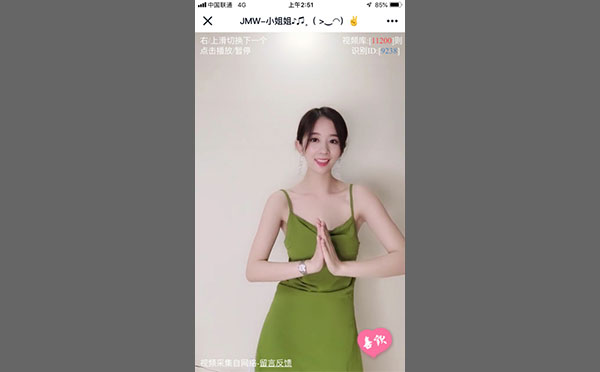 中国联通 4G 上午2:51 85%
JMW-小姐姐♪♫¸( >‿◠)✌
右/上滑切换下一个 视频库:[11200]则
点击播放/暂停 识别ID:[9238]
喜欢
视频采集自网络-留言反馈